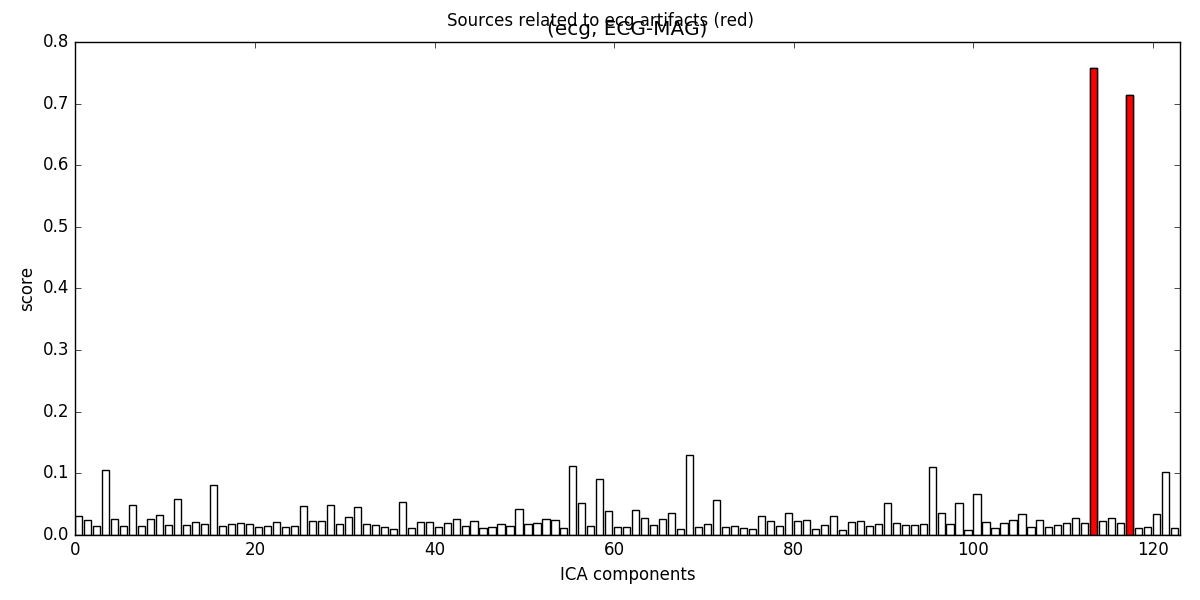 Sources related to ecg artifacts (red)
(ecg, ECG-MAG)
0.8
0.7
0.6
0.5
0.4
0.3
0.2
0.1
0.0
score
0 20 40 60 80 100 120
ICA components